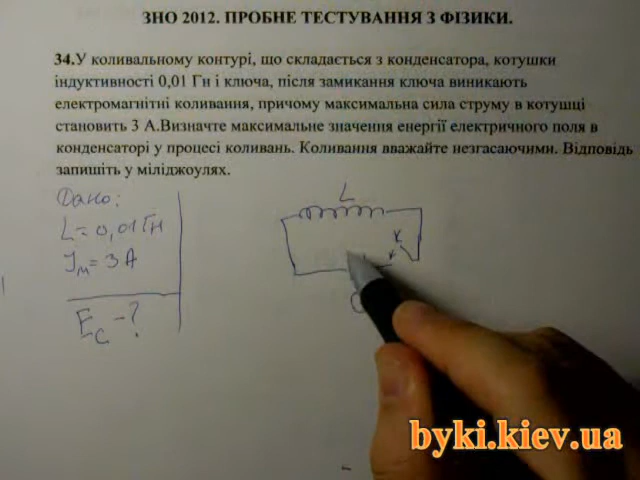 ЗНО 2012. ПРОБНЕ ТЕСТУВАННЯ З ФІЗИКИ.
34.У коливальному контурі, що складається з конденсатора, котушки
індуктивності 0,01 Гн і ключа, після замикання ключа виникають
електромагнітні коливання, причому максимальна сила струму в котушці
становить 3 А.Визначте максимальне значення енергії електричного поля в
конденсаторі у процесі коливань. Коливання вважайте незгасаючими. Відповідь
запишіть у міліджоулях.
Дано:
L = 0,01 Гн
Iм = 3 А
Ec - ?
L
K
C
byki.kiev.ua